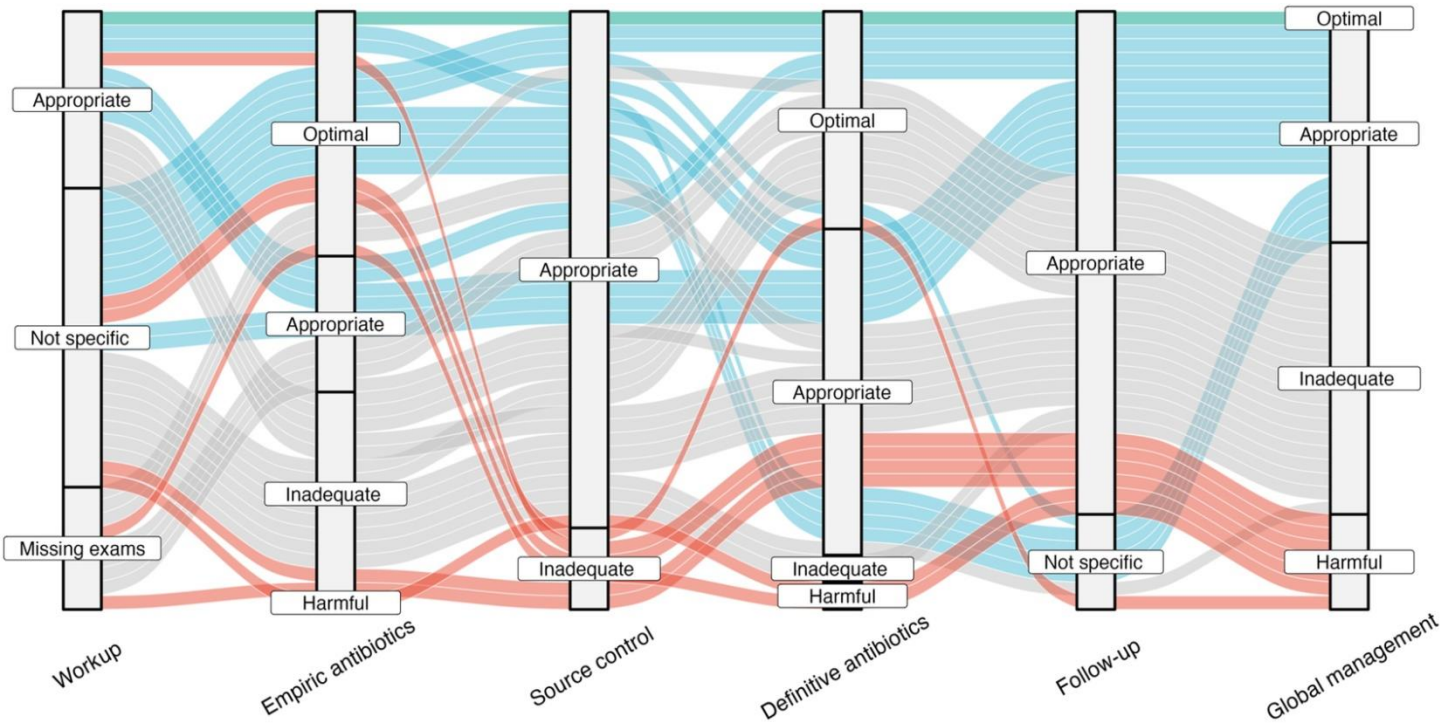 Appropriate
Not specific
Missing exams
Workup
Optimal
Appropriate
Inadequate
Harmful
Empiric antibiotics
Appropriate
Inadequate
Source control
Optimal
Appropriate
Inadequate
Harmful
Definitive antibiotics
Appropriate
Not specific
Follow-up
Optimal
Appropriate
Inadequate
Harmful
Global management